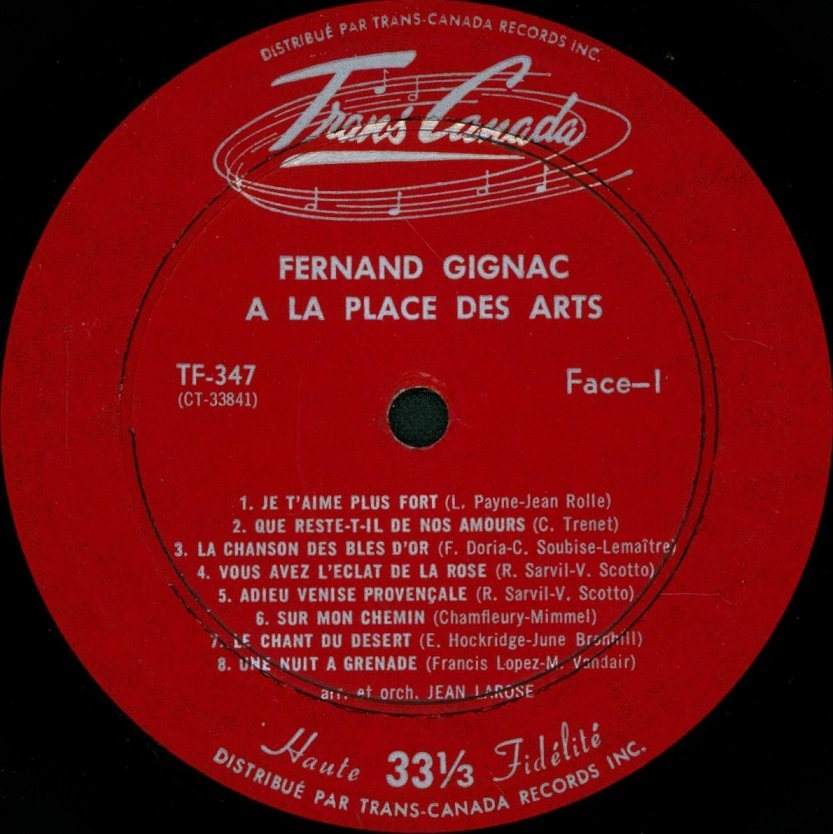 DISTRIBUÉ PAR TRANS-CANADA RECORDS INC.
Trans Canada
FERNAND GIGNAC
A LA PLACE DES ARTS
TF-347
Face-I
(CT-33841)
1. JE T'AIME PLUS FORT (L. Payne-Jean Rolle)
2. QUE RESTE-T-IL DE NOS AMOURS (C. Trenet)
3. LA CHANSON DES BLES D'OR (F. Doria-C. Soubise-Lemaître)
4. VOUS AVEZ L'ECLAT DE LA ROSE (R. Sarvil-V. Scotto)
5. ADIEU VENISE PROVENÇALE (R. Sarvil-V. Scotto)
6. SUR MON CHEMIN (Chamfleury-Mimmel)
7. LE CHANT DU DESERT (E. Hockridge-June Bronhill)
8. UNE NUIT A GRENADE (Francis Lopez-M. Vandair)
arr. et orch. JEAN LAROSE
Haute 33⅓ Fidélité
DISTRIBUÉ PAR TRANS-CANADA RECORDS INC.